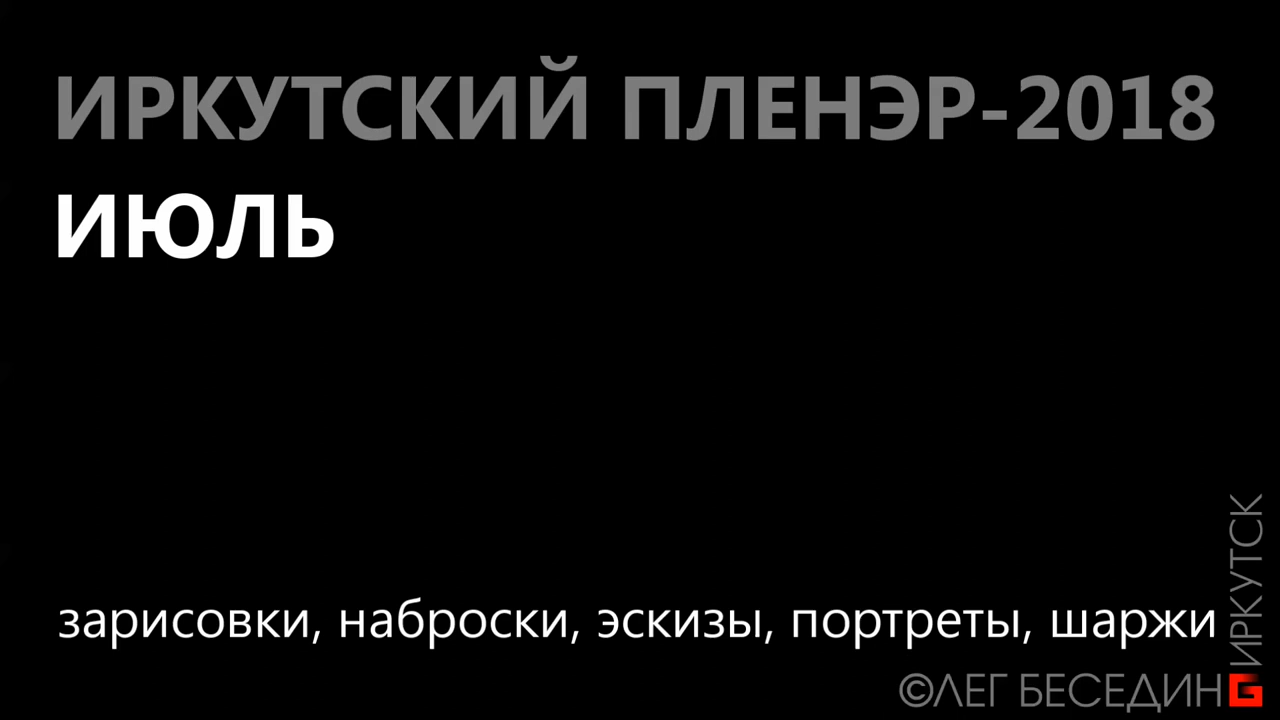 ИРКУТСКИЙ ПЛЕНЭР-2018
ИЮЛЬ
зарисовки, наброски, эскизы, портреты, шаржи
ИРКУТСК
©ЛЕГ БЕСЕДИН